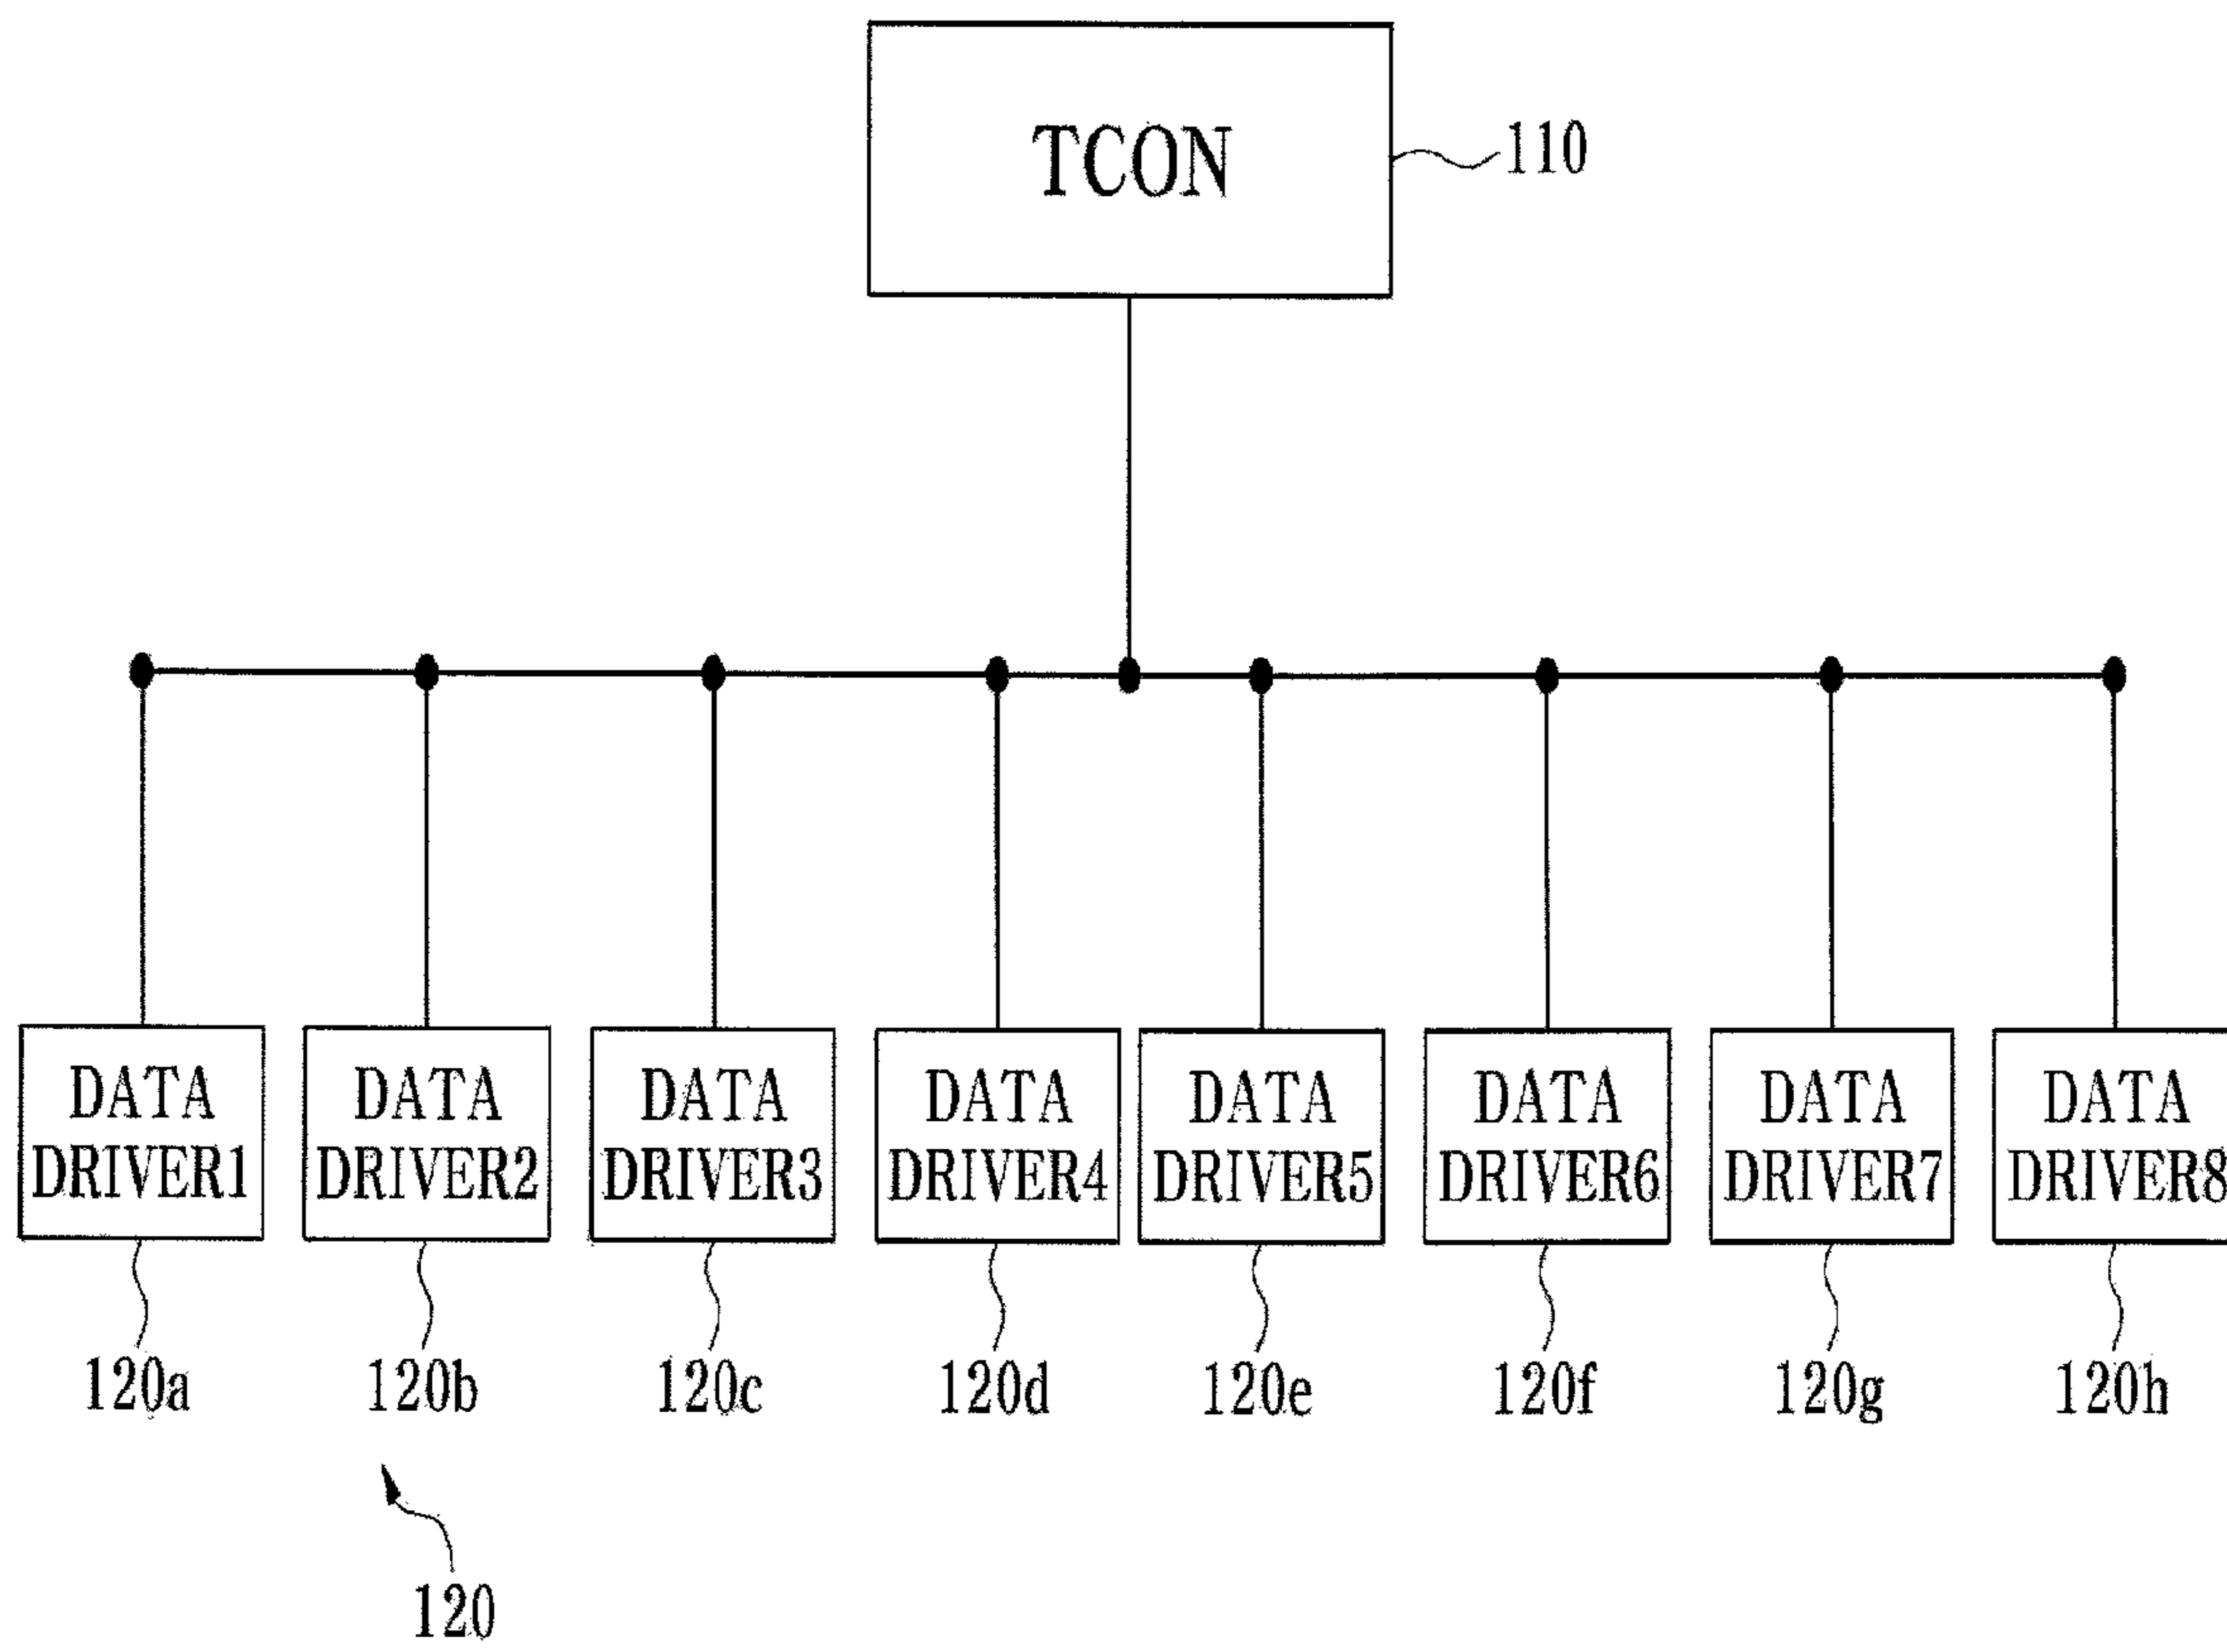 TCON
110
DATA
DRIVER1
DATA
DRIVER2
DATA
DRIVER3
DATA
DRIVER4
DATA
DRIVER5
DATA
DRIVER6
DATA
DRIVER7
DATA
DRIVER8
120a
120b
120c
120d
120e
120f
120g
120h
120